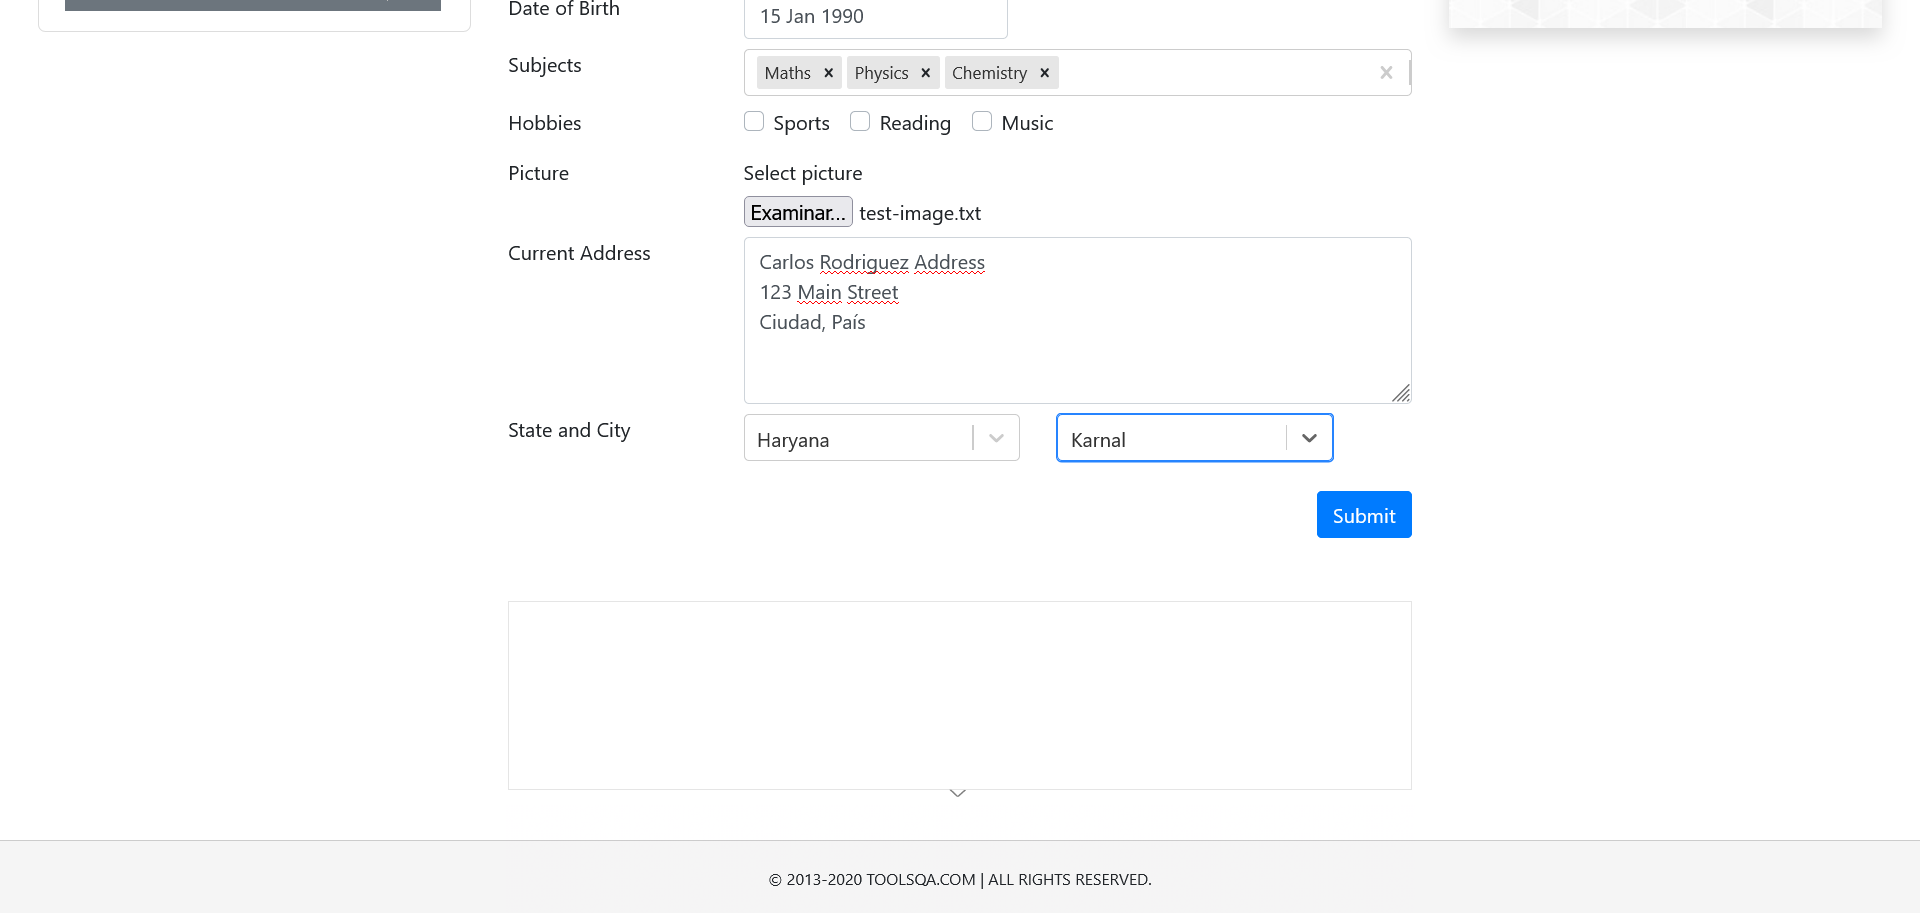 Date of Birth
15 Jan 1990
Subjects
Maths
Physics
Chemistry
Hobbies
Sports
Reading
Music
Picture
Select picture
Examinar...
test-image.txt
Current Address
Carlos Rodriguez Address
123 Main Street
Ciudad, País
State and City
Haryana
Karnal
Submit
© 2013-2020 TOOLSQA.COM | ALL RIGHTS RESERVED.